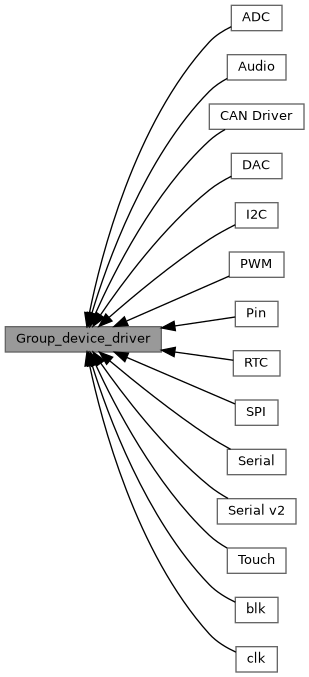 ADC
Audio
CAN Driver
DAC
I2C
PWM
Pin
Group_device_driver
RTC
SPI
Serial
Serial v2
Touch
blk
clk